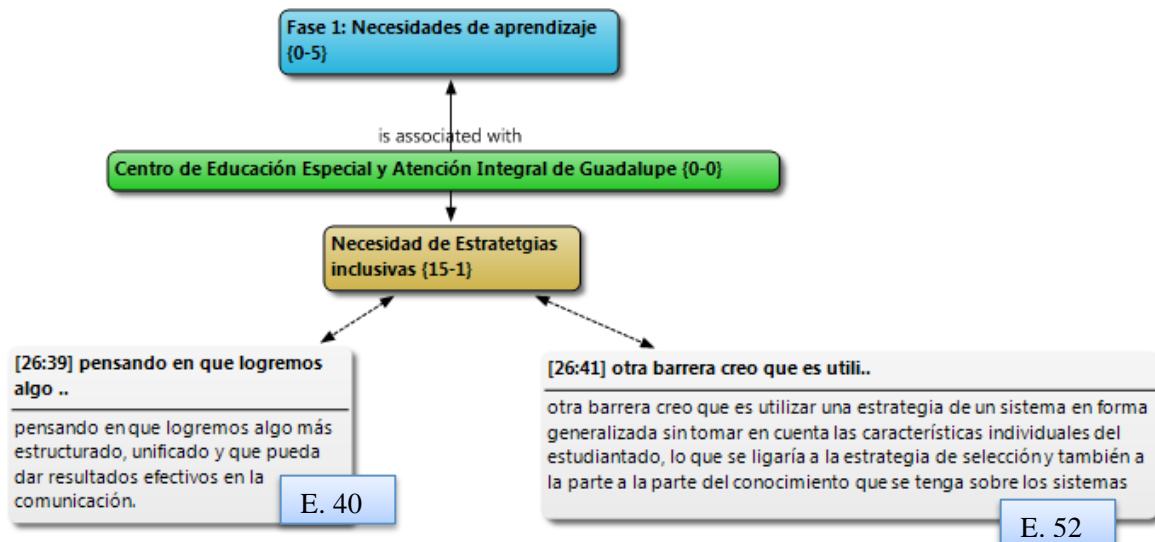 Fase 1: Necesidades de aprendizaje
{0-5}
is associated with
Centro de Educación Especial y Atención Integral de Guadalupe {0-0}
Necesidad de Estratetgias
inclusivas {15-1}
[26:39] pensando en que logremos
algo ..
pensando en que logremos algo más
estructurado, unificado y que pueda
dar resultados efectivos en la
comunicación.
E. 40
[26:41] otra barrera creo que es utili..
otra barrera creo que es utilizar una estrategia de un sistema en forma
generalizada sin tomar en cuenta las características individuales del
estudiantado, lo que se ligaría a la estrategia de selección y también a
la parte a la parte del conocimiento que se tenga sobre los sistemas
E. 52